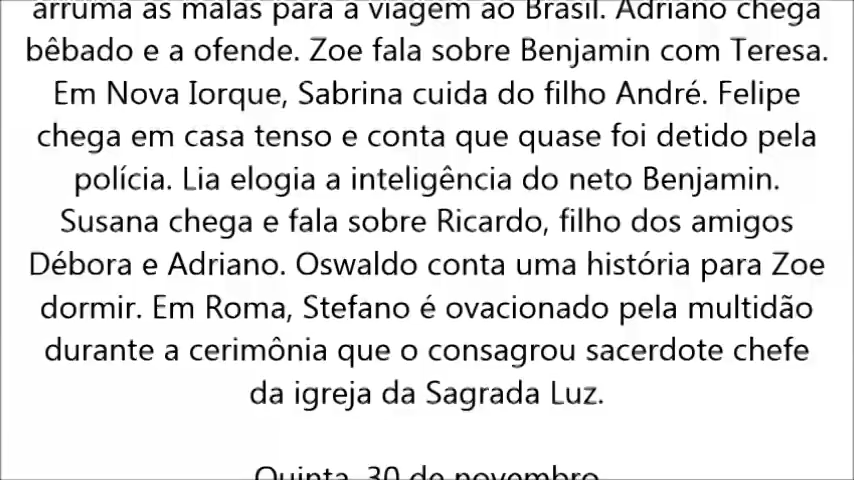 arruma as malas para a viagem ao Brasil. Adriano chega
bêbado e a ofende. Zoe fala sobre Benjamin com Teresa.
Em Nova Iorque, Sabrina cuida do filho André. Felipe
chega em casa tenso e conta que quase foi detido pela
polícia. Lia elogia a inteligência do neto Benjamin.
Susana chega e fala sobre Ricardo, filho dos amigos
Débora e Adriano. Oswaldo conta uma história para Zoe
dormir. Em Roma, Stefano é ovacionado pela multidão
durante a cerimônia que o consagrou sacerdote chefe
da igreja da Sagrada Luz.
Quinta, 30 de novembro